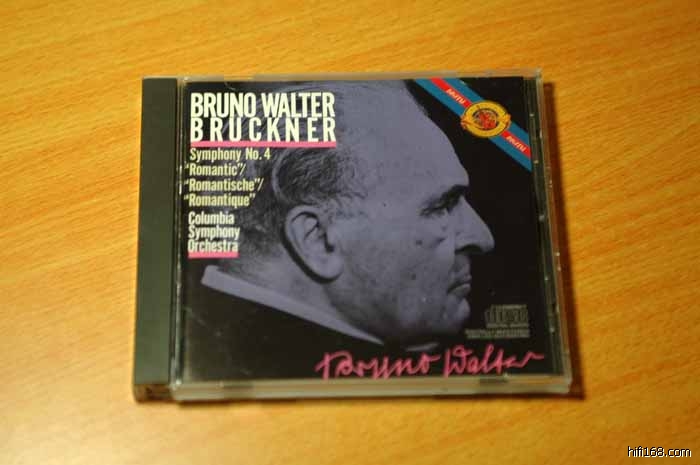 BRUNO WALTER
BRUCKNER
Symphony No. 4
"Romantic"/
"Romantische"/
"Romantique"
Columbia
Symphony
Orchestra
Bruno Walter
hifi168.com